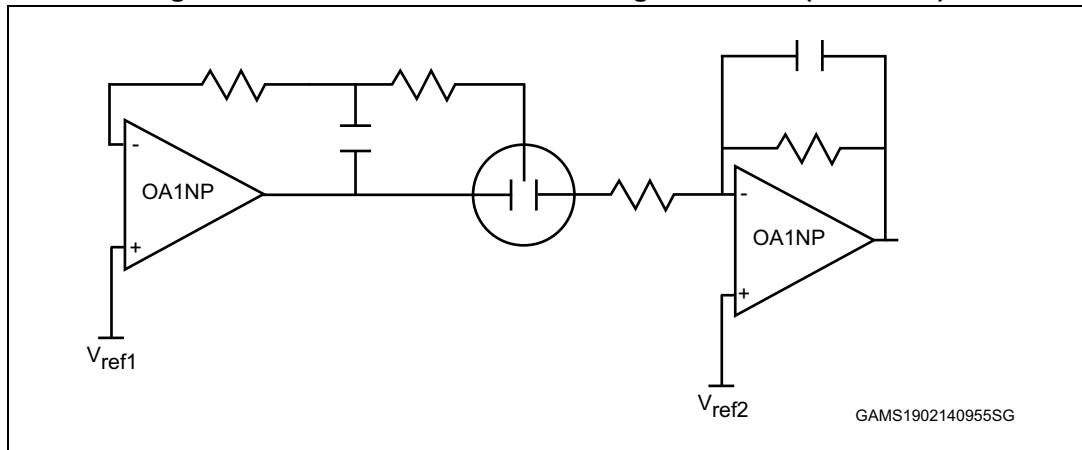 -
OA1NP
+
Vref1
-
OA1NP
+
Vref2
GAMS1902140955SG